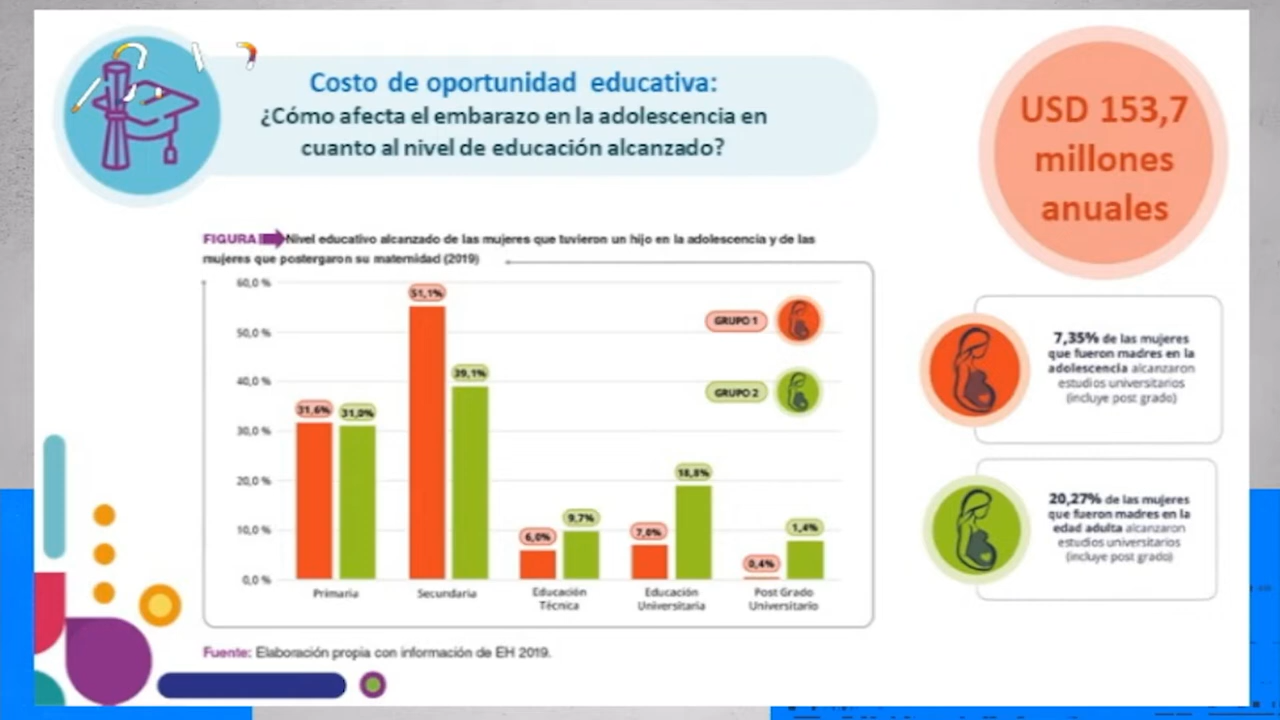 Costo de oportunidad educativa:
¿Cómo afecta el embarazo en la adolescencia en
cuanto al nivel de educación alcanzado?
USD 153,7
millones
anuales
FIGURA Nivel educativo alcanzado de las mujeres que tuvieron un hijo en la adolescencia y de las
mujeres que postergaron su maternidad (2019)
60,0 %
50,0 %
40,0 %
30,0 %
20,0 %
10,0 %
0,0 %
31,6%
31,0%
51,1%
39,1%
6,0%
9,7%
7,0%
18,8%
0,4%
1,4%
GRUPO 1
GRUPO 2
Primaria
Secundaria
Educación
Técnica
Educación
Universitaria
Post Grado
Universitario
7,35% de las mujeres
que fueron madres en la
adolescencia alcanzaron
estudios universitarios
(incluye post grado)
20,27% de las mujeres
que fueron madres en la
edad adulta alcanzaron
estudios universitarios
(incluye post grado)
Fuente: Elaboración propia con información de EH 2019.